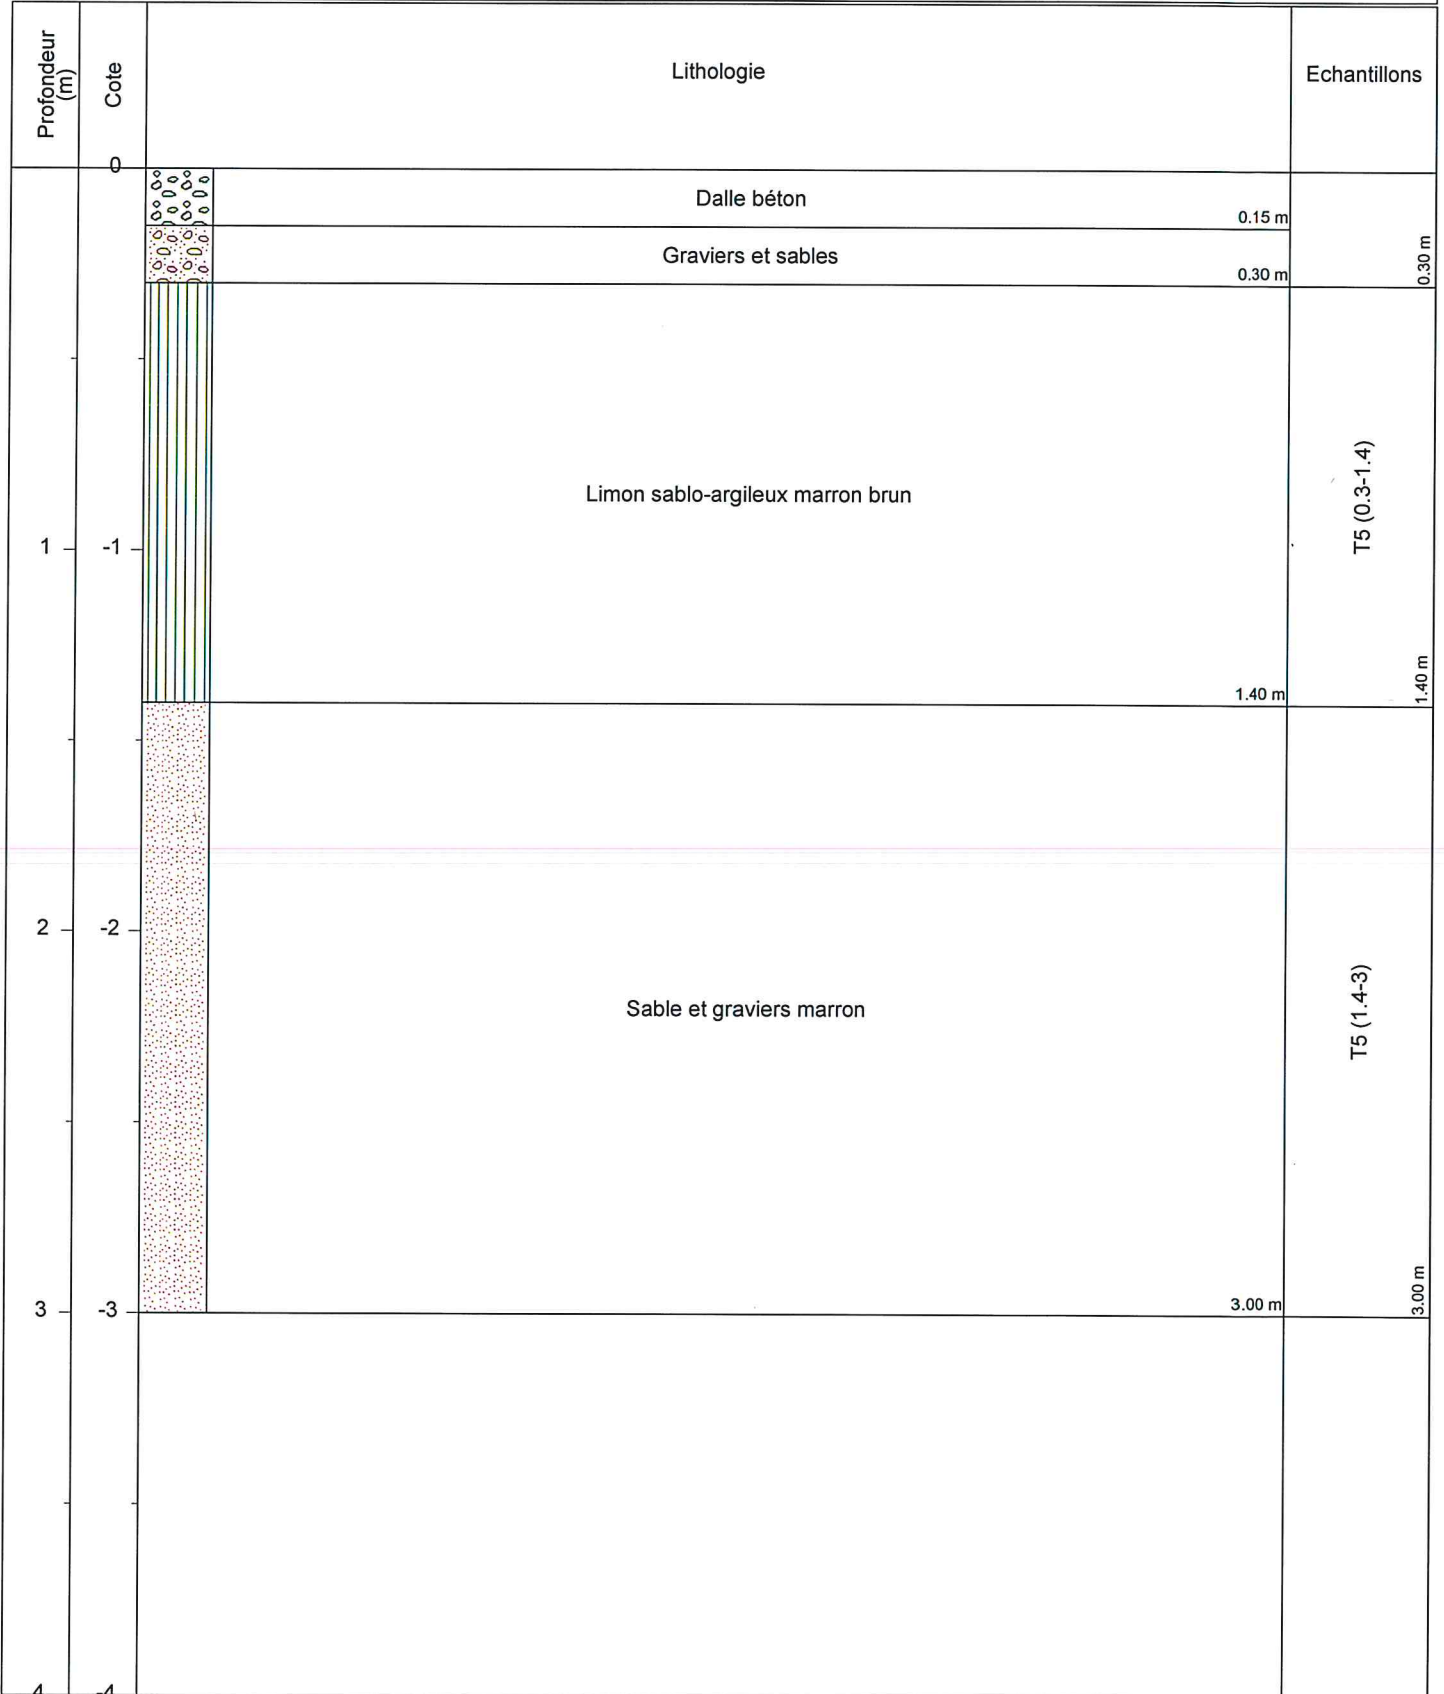 Profondeur
(m)
Cote
Lithologie
Echantillons
0
Dalle béton
0.15 m
Graviers et sables
0.30 m
0.30 m
Limon sablo-argileux marron brun
T5 (0.3-1.4)
1
-1
1.40 m
1.40 m
2
-2
Sable et graviers marron
T5 (1.4-3)
3
-3
3.00 m
3.00 m
4
-4